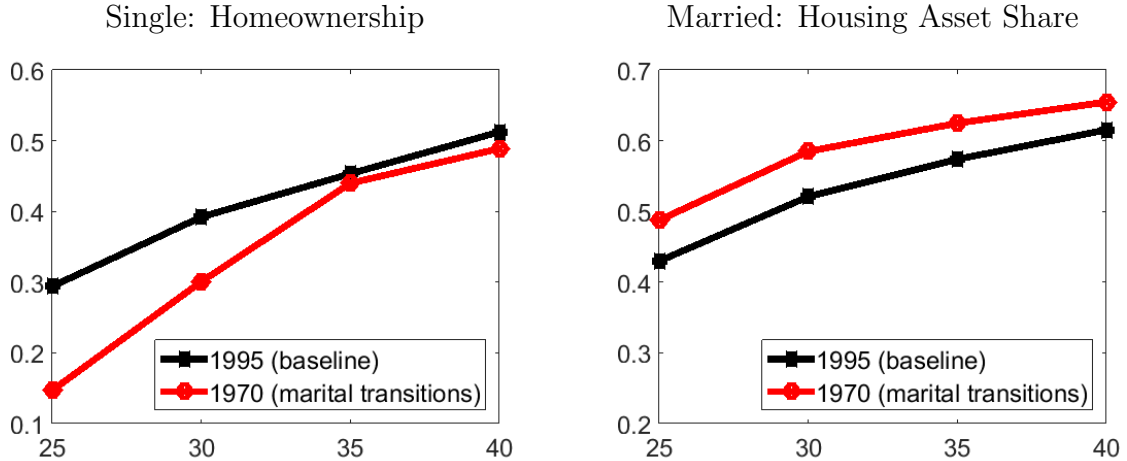 Single: Homeownership
0.6
0.5
0.4
0.3
0.2
0.1
25 30 35 40
1995 (baseline)
1970 (marital transitions)
Married: Housing Asset Share
0.7
0.6
0.5
0.4
0.3
0.2
25 30 35 40
1995 (baseline)
1970 (marital transitions)